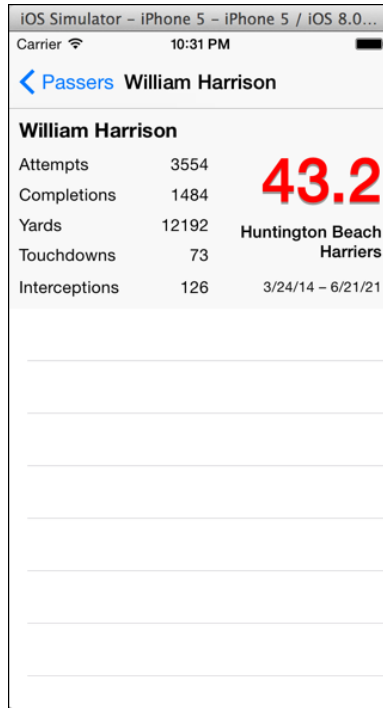 iOS Simulator – iPhone 5 – iPhone 5 / iOS 8.0...
Carrier 10:31 PM
Passers William Harrison
William Harrison
Attempts 3554
Completions 1484
Yards 12192
Touchdowns 73
Interceptions 126
43.2
Huntington Beach
Harriers
3/24/14 – 6/21/21